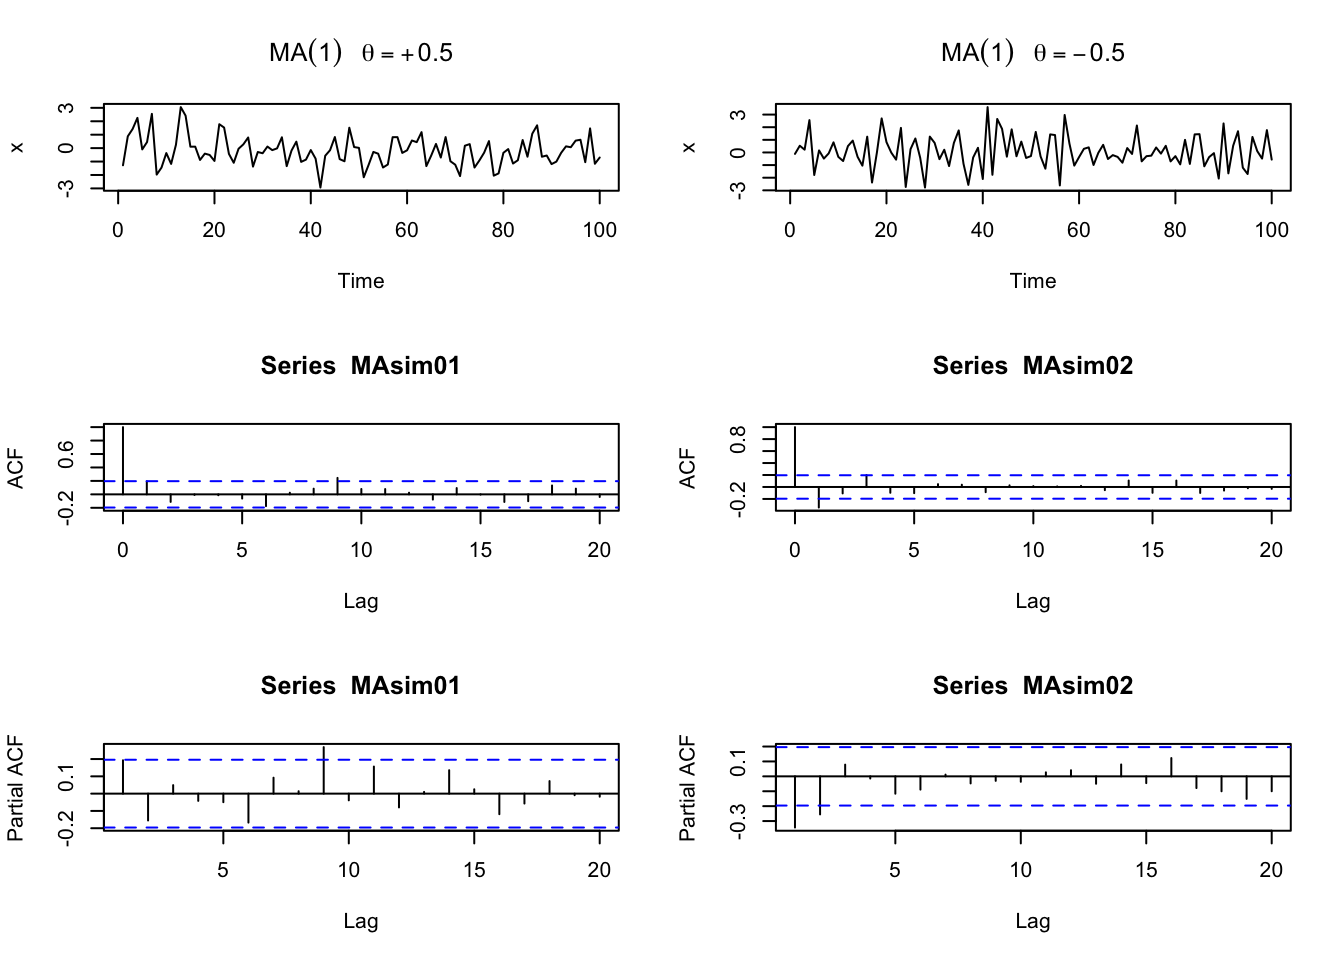 MA(1) θ = +0.5
x
3
0
-3
0 20 40 60 80 100
Time
MA(1) θ = −0.5
x
3
0
-3
0 20 40 60 80 100
Time
Series MAsim01
ACF
0.6
-0.2
0 5 10 15 20
Lag
Series MAsim02
ACF
0.8
-0.2
0 5 10 15 20
Lag
Series MAsim01
Partial ACF
0.1
-0.2
5 10 15 20
Lag
Series MAsim02
Partial ACF
0.1
-0.3
5 10 15 20
Lag